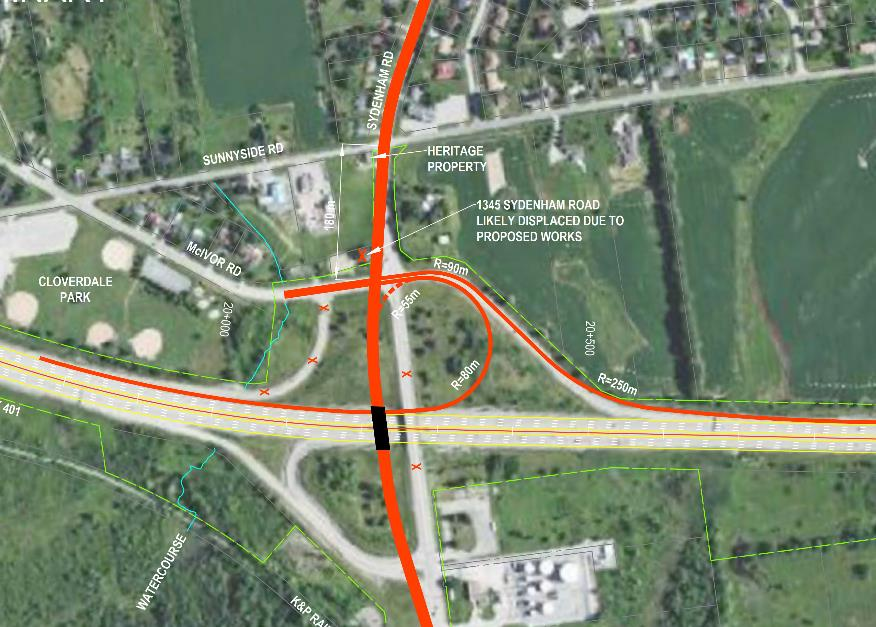 SYDENHAM RD
SUNNYSIDE RD
HERITAGE
PROPERTY
180 m
1345 SYDENHAM ROAD
LIKELY DISPLACED DUE TO
PROPOSED WORKS
McIVOR RD
R=90m
CLOVERDALE
PARK
20+000
R=55m
20+500
R=80m
R=250m
401
WATERCOURSE
K&P